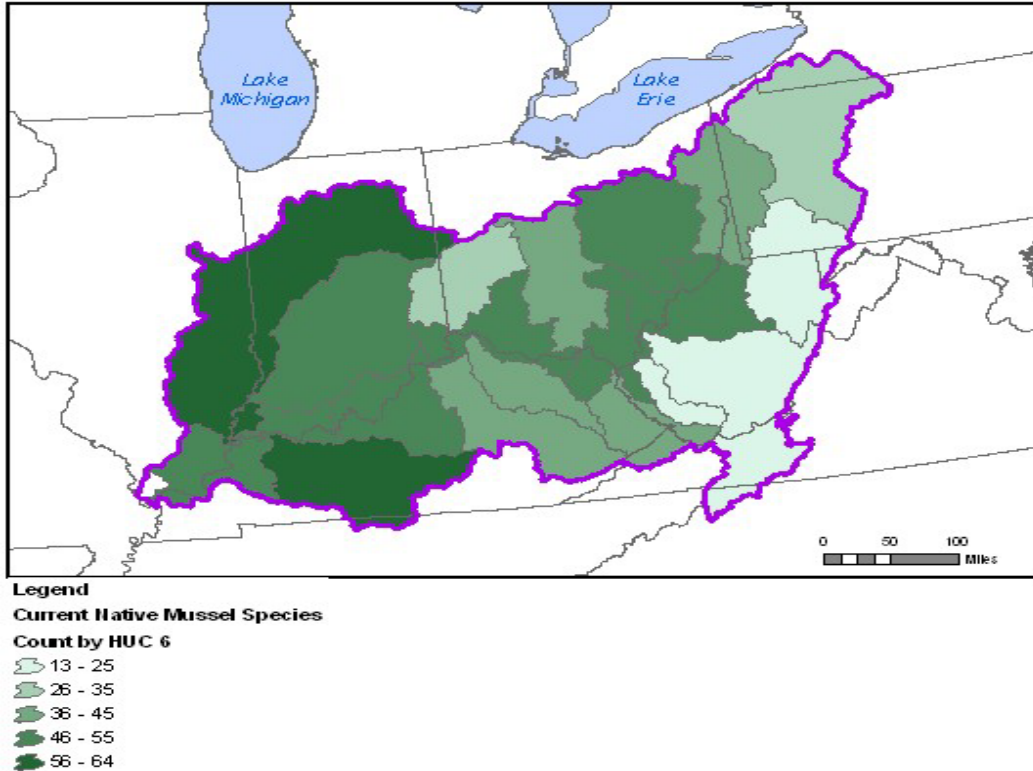 Lake
Michigan
Lake
Erie
0 50 100
Miles
Legend
Current Native Mussel Species
Count by HUC 6
13 - 25
26 - 35
36 - 45
46 - 55
56 - 64